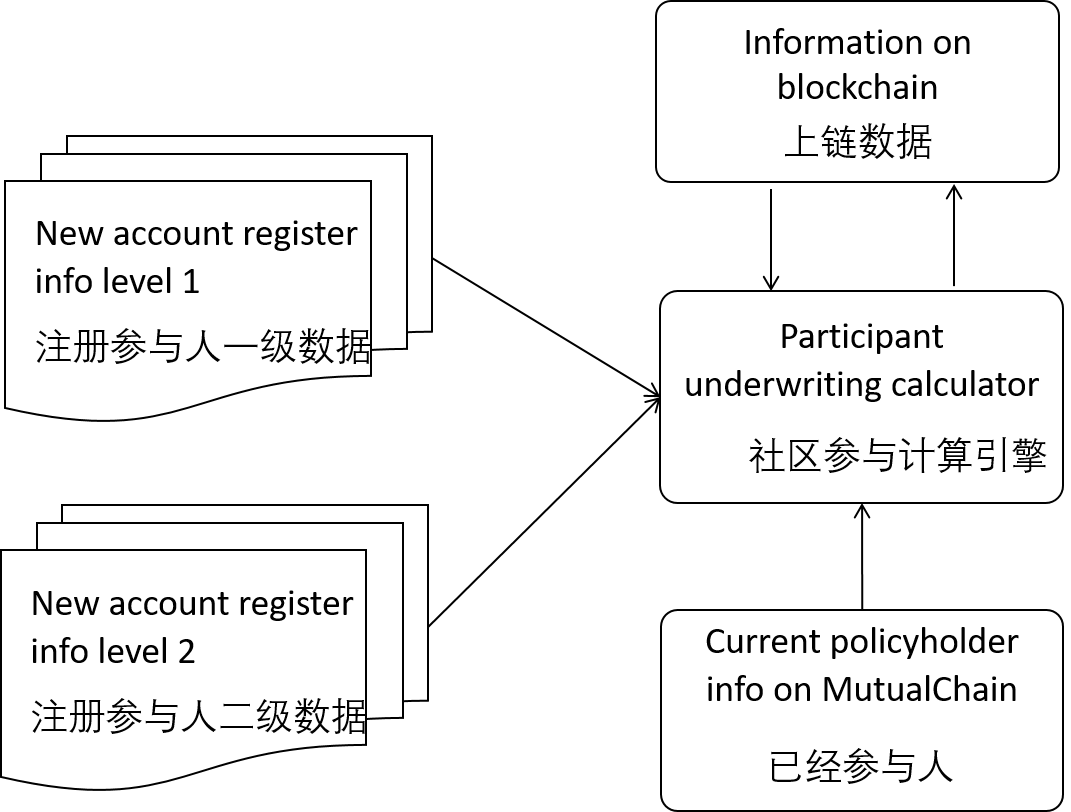 Information on
blockchain
上链数据
New account register
info level 1
注册参与人一级数据
Participant
underwriting calculator
社区参与计算引擎
New account register
info level 2
注册参与人二级数据
Current policyholder
info on MutualChain
已经参与人